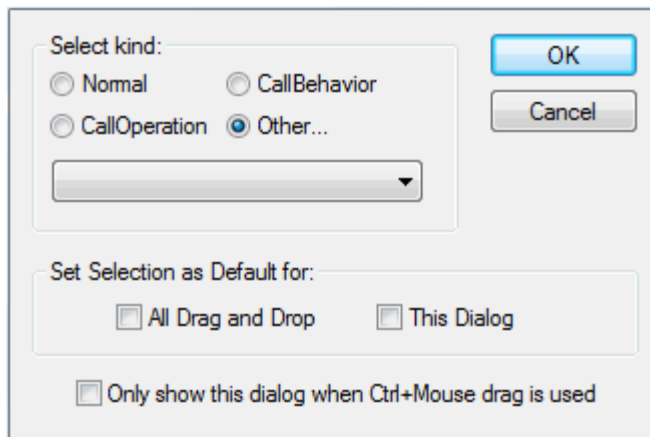 Select kind:
OK
Normal
CallBehavior
Cancel
CallOperation
Other...
Set Selection as Default for:
All Drag and Drop
This Dialog
Only show this dialog when Ctrl+Mouse drag is used